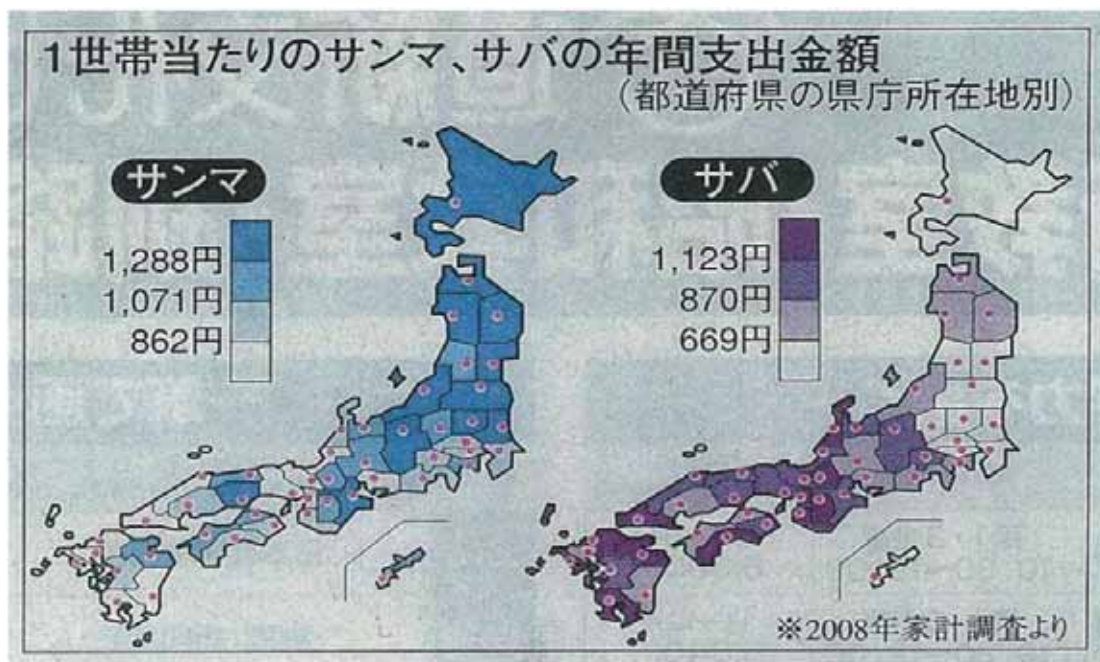 1世帯当たりのサンマ、サバの年間支出金額
(都道府県の県庁所在地別)
サンマ
1,288円
1,071円
862円
サバ
1,123円
870円
669円
※2008年家計調査より